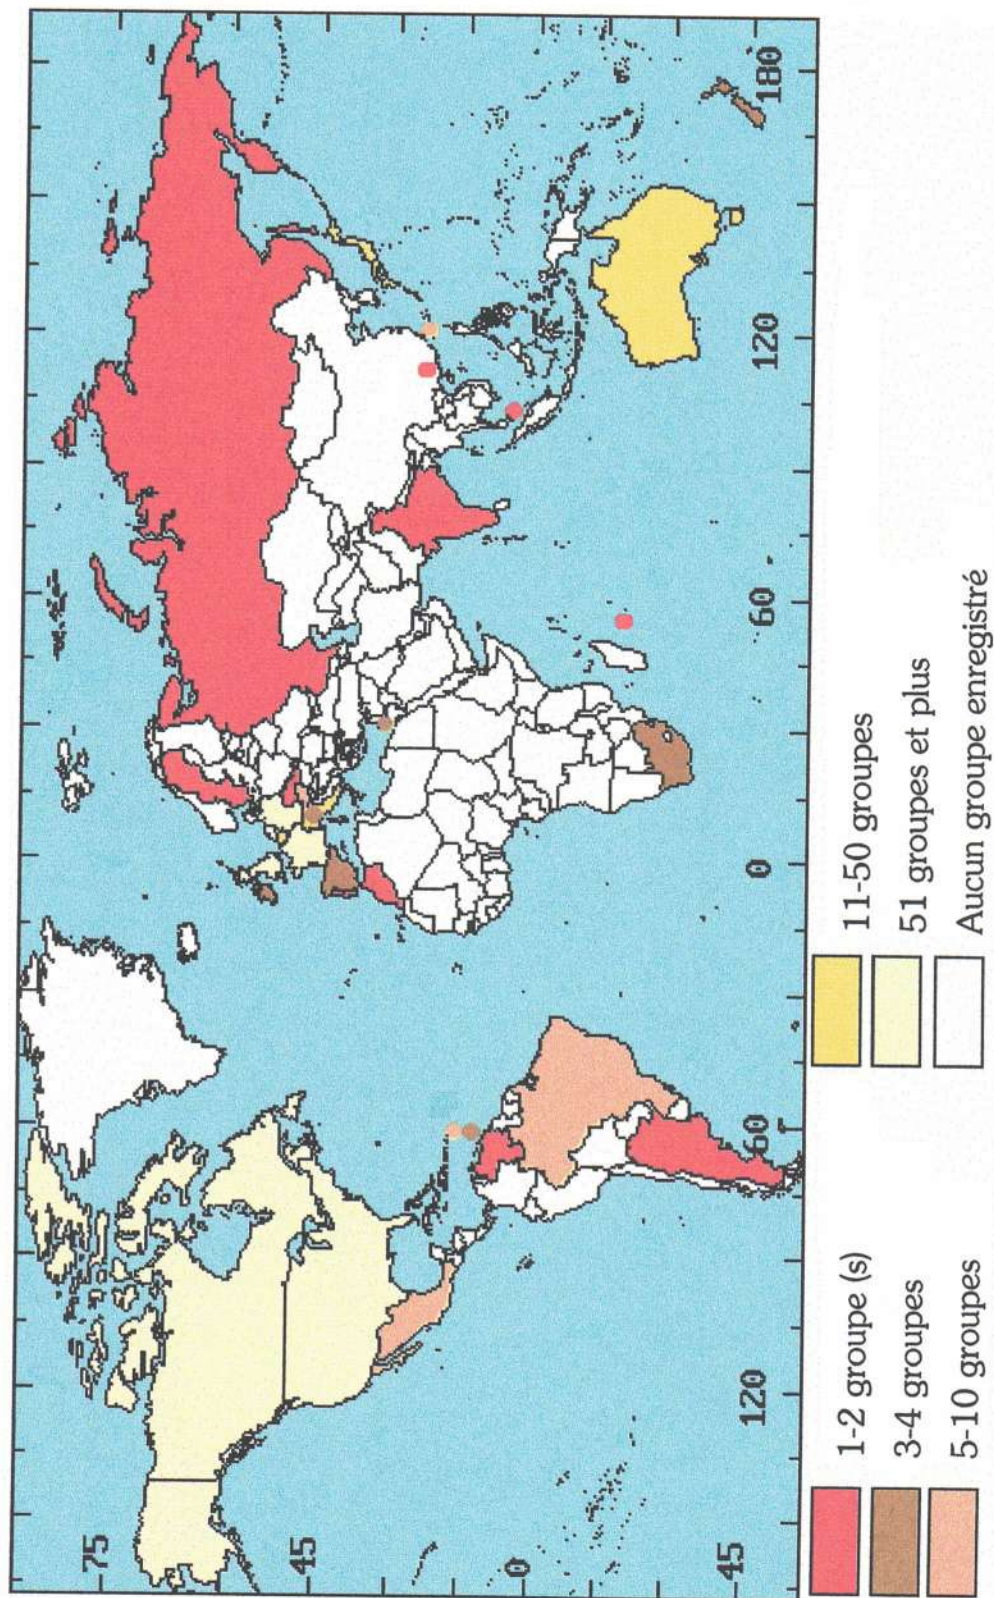 75
45
0
45
120
60
0
60
120
180
1-2 groupe (s)
3-4 groupes
5-10 groupes
11-50 groupes
51 groupes et plus
Aucun groupe enregistré